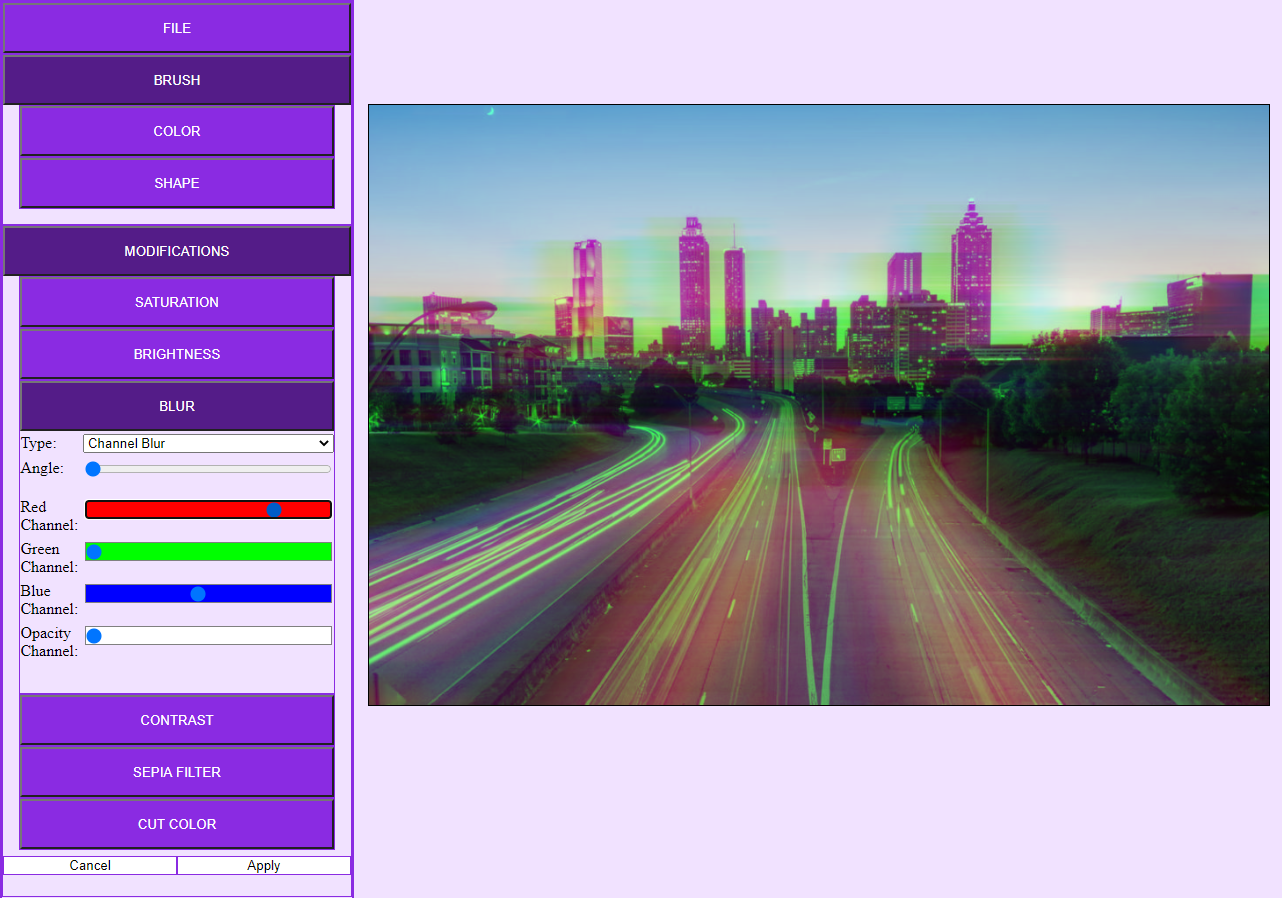 FILE
BRUSH
COLOR
SHAPE
MODIFICATIONS
SATURATION
BRIGHTNESS
BLUR
Type: Channel Blur
Angle:
Red
Channel:
Green
Channel:
Blue
Channel:
Opacity
Channel:
CONTRAST
SEPIA FILTER
CUT COLOR
Cancel Apply